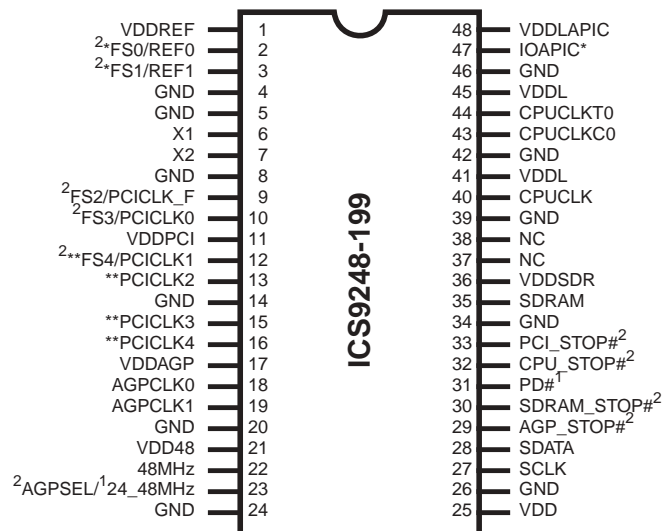 VDDREF 1 48 VDDLAPIC
²*FS0/REF0 2 47 IOAPIC*
²*FS1/REF1 3 46 GND
GND 4 45 VDDL
GND 5 44 CPUCLKT0
X1 6 43 CPUCLKC0
X2 7 42 GND
GND 8 41 VDDL
²FS2/PCICLK_F 9 40 CPUCLK
²FS3/PCICLK0 10 39 GND
VDDPCI 11 38 NC
²**FS4/PCICLK1 12 37 NC
**PCICLK2 13 36 VDDSDR
GND 14 35 SDRAM
**PCICLK3 15 34 GND
**PCICLK4 16 33 PCI_STOP#²
VDDAGP 17 32 CPU_STOP#²
AGPCLK0 18 31 PD#¹
AGPCLK1 19 30 SDRAM_STOP#²
GND 20 29 AGP_STOP#²
VDD48 21 28 SDATA
48MHz 22 27 SCLK
²AGPSEL/¹24_48MHz 23 26 GND
GND 24 25 VDD
ICS9248-199